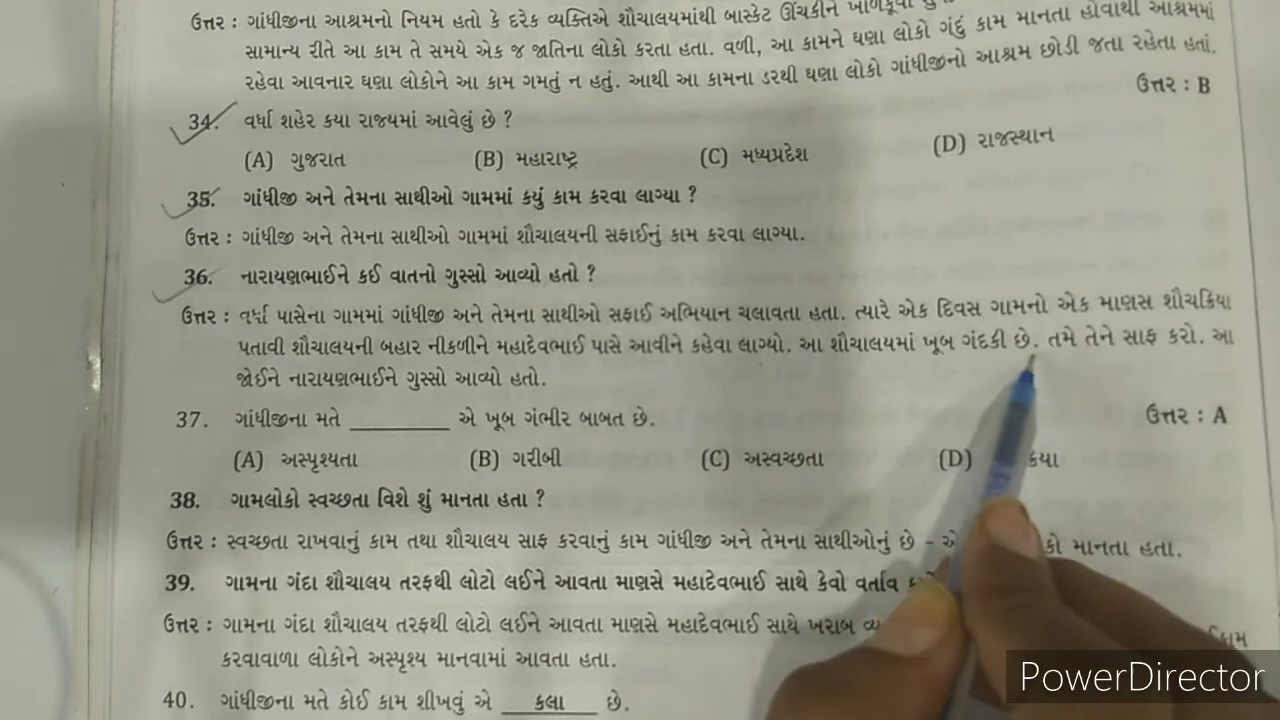 ઉત્તર : ગાંધીજીના આશ્રમનો નિયમ હતો કે દરેક વ્યક્તિએ શૌચાલયમાંથી બાસ્કેટ ઊંચકીને
સામાન્ય રીતે આ કામ તે સમયે એક જ જાતિના લોકો કરતા હતા. વળી, આ કામને ઘણા લોકો ગંદું કામ માનતા હોવાથી આશ્રમમાં
રહેવા આવનાર ઘણા લોકોને આ કામ ગમતું ન હતું. આથી આ કામના ડરથી ઘણા લોકો ગાંધીજીનો આશ્રમ છોડી જતા રહેતા હતાં.
ઉત્તર : B
34. વર્ધા શહેર કયા રાજ્યમાં આવેલું છે ?
(A) ગુજરાત (B) મહારાષ્ટ્ર (C) મધ્યપ્રદેશ (D) રાજસ્થાન
35. ગાંધીજી અને તેમના સાથીઓ ગામમાં કયું કામ કરવા લાગ્યા ?
ઉત્તર : ગાંધીજી અને તેમના સાથીઓ ગામમાં શૌચાલયની સફાઈનું કામ કરવા લાગ્યા.
36. નારાયણભાઈને કઈ વાતનો ગુસ્સો આવ્યો હતો ?
ઉત્તર : વર્ધા પાસેના ગામમાં ગાંધીજી અને તેમના સાથીઓ સફાઈ અભિયાન ચલાવતા હતા. ત્યારે એક દિવસ ગામનો એક માણસ શૌચક્રિયા
પતાવી શૌચાલયની બહાર નીકળીને મહાદેવભાઈ પાસે આવીને કહેવા લાગ્યો. આ શૌચાલયમાં ખૂબ ગંદકી છે. તમે તેને સાફ કરો. આ
જોઈને નારાયણભાઈને ગુસ્સો આવ્યો હતો.
37. ગાંધીજીના મતે ________ એ ખૂબ ગંભીર બાબત છે. ઉત્તર : A
(A) અસ્પૃશ્યતા (B) ગરીબી (C) અસ્વચ્છતા (D)
38. ગામલોકો સ્વચ્છતા વિશે શું માનતા હતા ?
ઉત્તર : સ્વચ્છતા રાખવાનું કામ તથા શૌચાલય સાફ કરવાનું કામ ગાંધીજી અને તેમના સાથીઓનું છે - માનતા હતા.
39. ગામના ગંદા શૌચાલય તરફથી લોટો લઈને આવતા માણસે મહાદેવભાઈ સાથે કેવો વર્તાવ
ઉત્તર : ગામના ગંદા શૌચાલય તરફથી લોટો લઈને આવતા માણસે મહાદેવભાઈ સાથે ખરાબ
કરવાવાળા લોકોને અસ્પૃશ્ય માનવામાં આવતા હતા.
40. ગાંધીજીના મતે કોઈ કામ શીખવું એ કલા છે.
PowerDirector